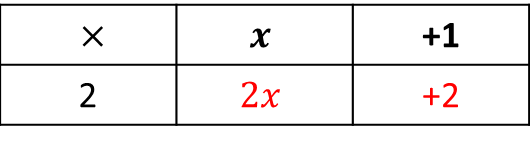 × x +1
2 2x +2